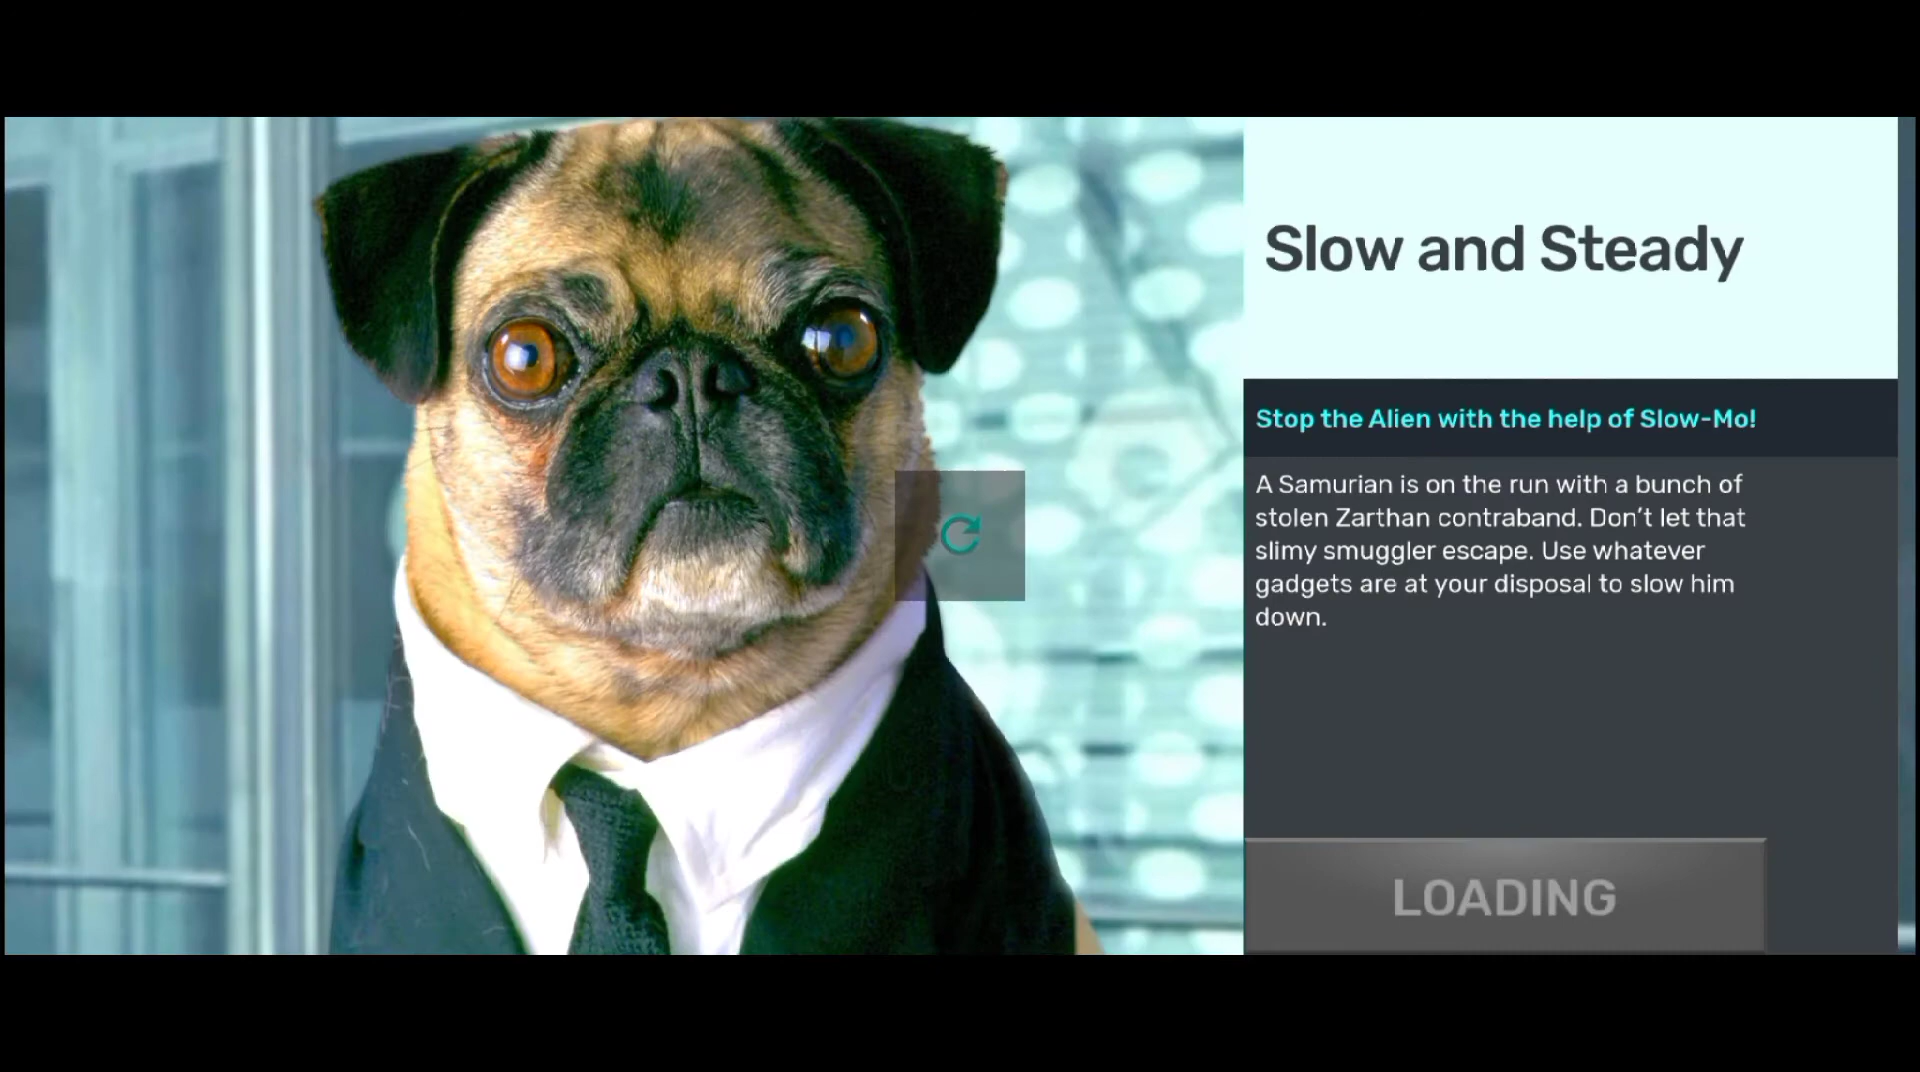 Slow and Steady
Stop the Alien with the help of Slow-Mo!
A Samurian is on the run with a bunch of
stolen Zarthan contraband. Don’t let that
slimy smuggler escape. Use whatever
gadgets are at your disposal to slow him
down.
LOADING